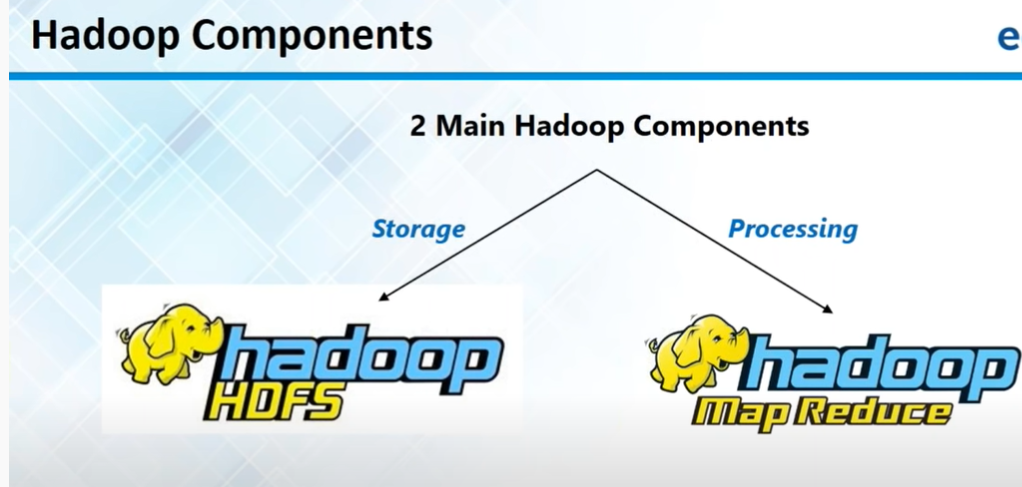 Hadoop Components
e
2 Main Hadoop Components
Storage
Processing
hadoop
HDFS
hadoop
Map Reduce